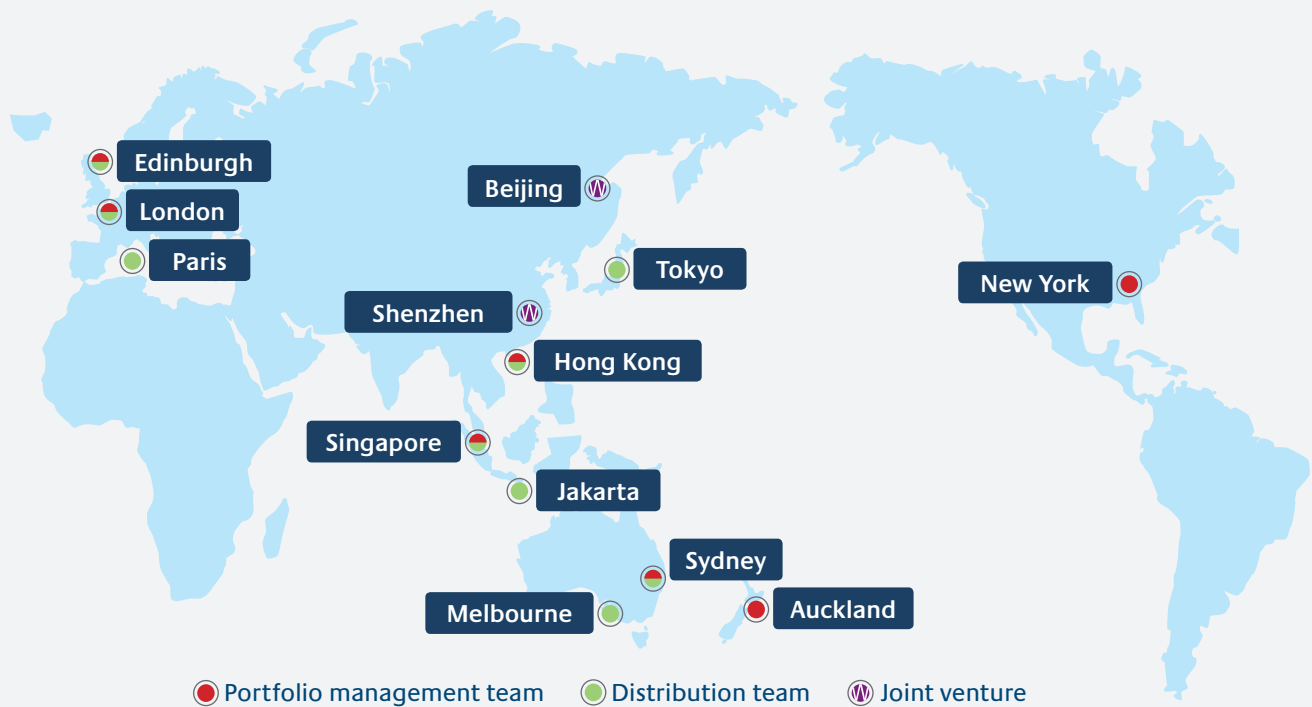 Edinburgh
London
Paris
Beijing
Tokyo
New York
Shenzhen
Hong Kong
Singapore
Jakarta
Sydney
Melbourne
Auckland
Portfolio management team
Distribution team
Joint venture